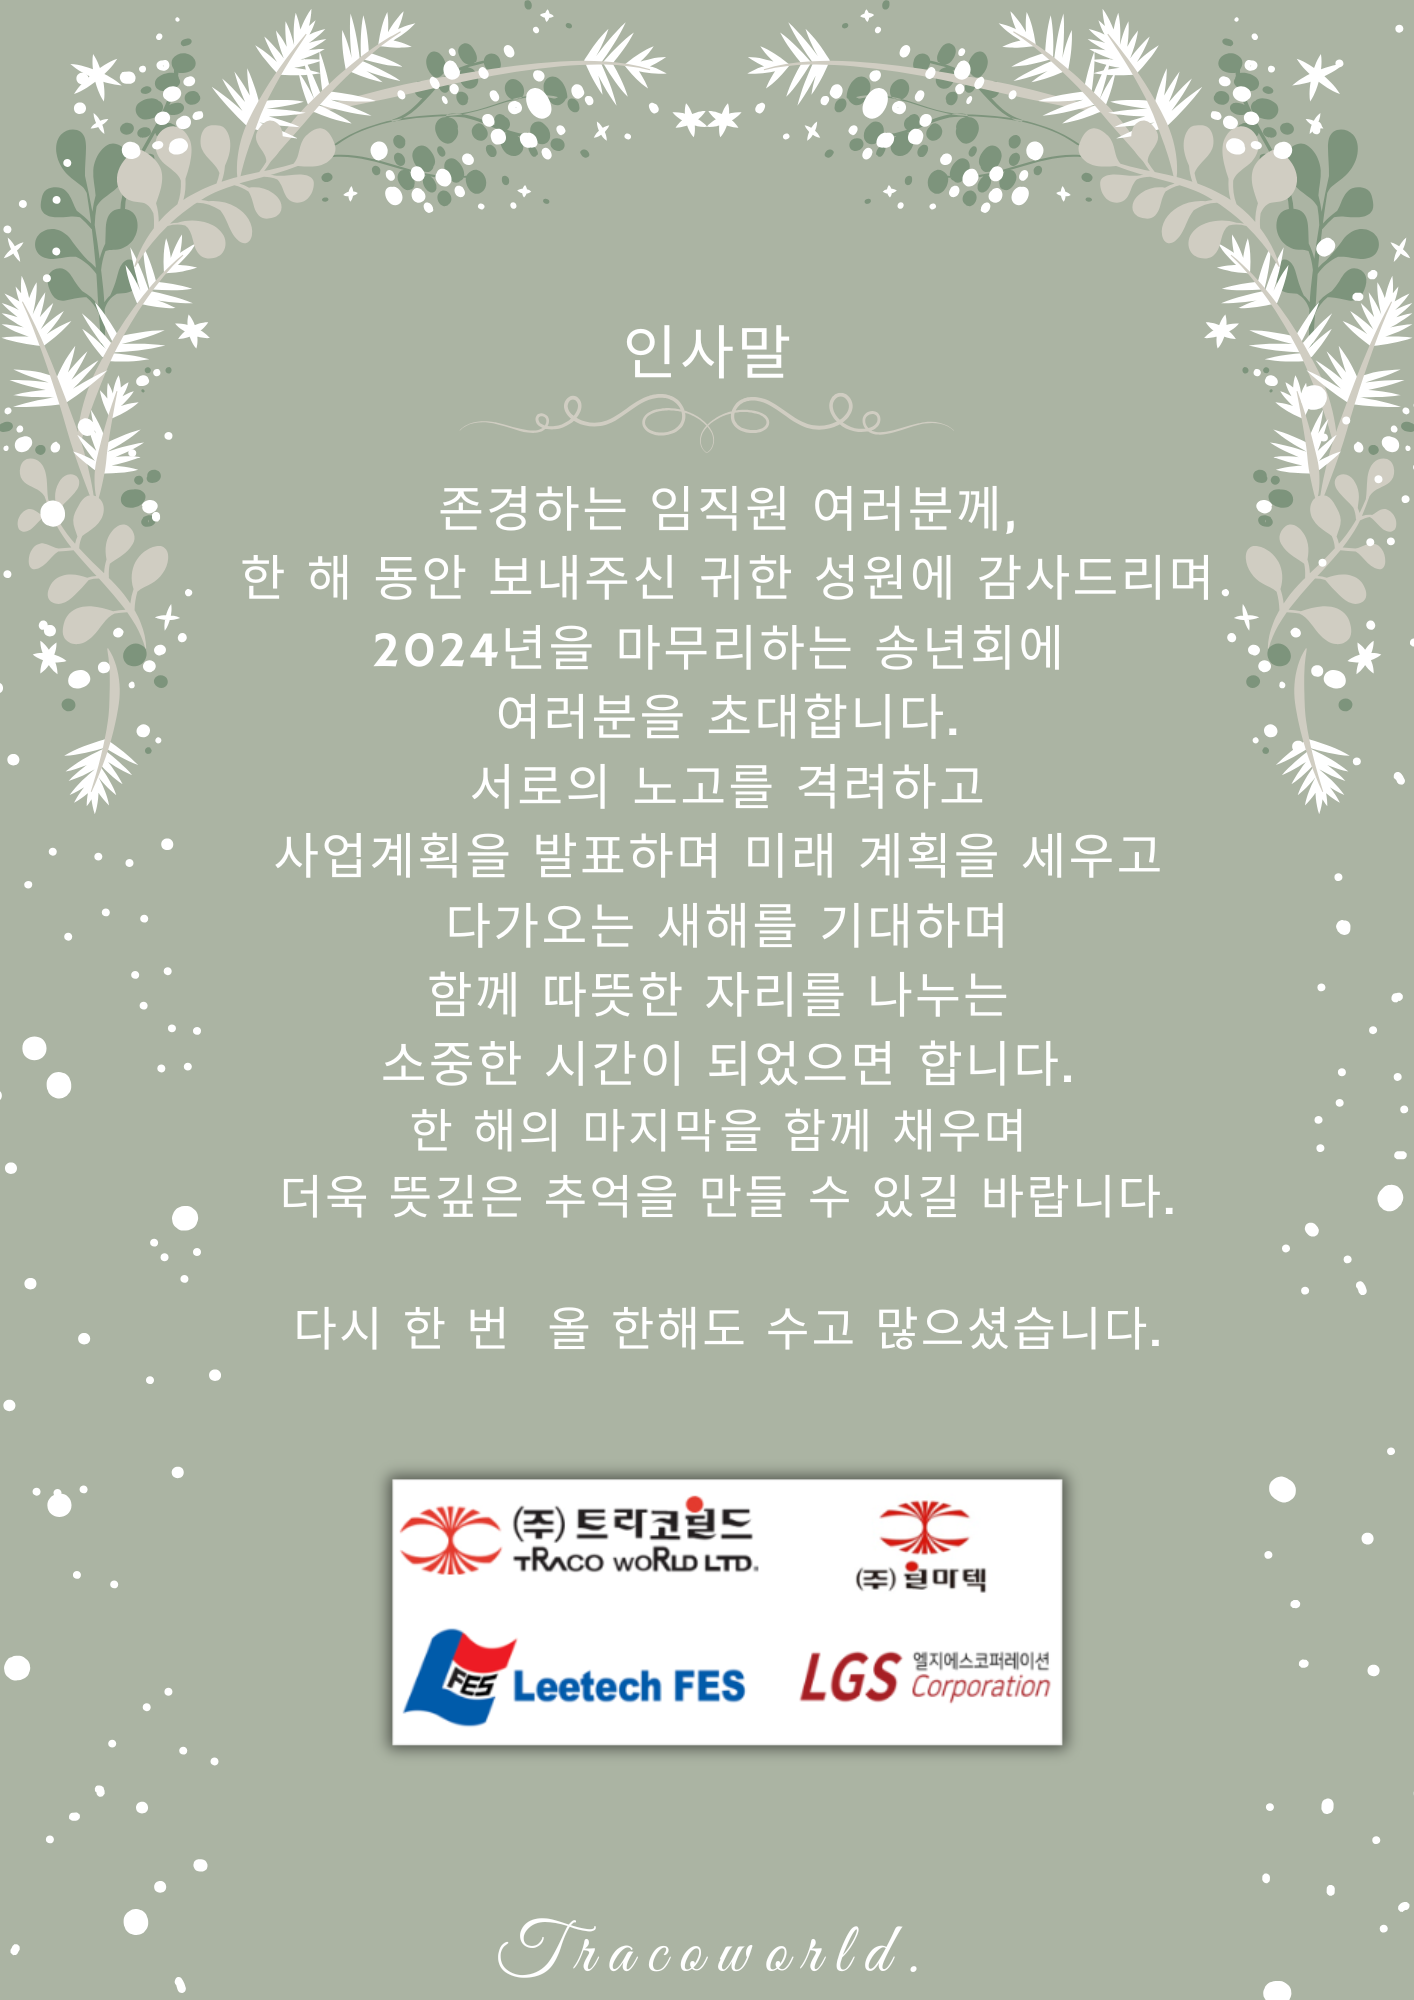 인사말
존경하는 임직원 여러분께,
한 해 동안 보내주신 귀한 성원에 감사드리며
2024년을 마무리하는 송년회에
여러분을 초대합니다.
서로의 노고를 격려하고
사업계획을 발표하며 미래 계획을 세우고
다가오는 새해를 기대하며
함께 따뜻한 자리를 나누는
소중한 시간이 되었으면 합니다.
한 해의 마지막을 함께 채우며
더욱 뜻깊은 추억을 만들 수 있길 바랍니다.
다시 한 번  올 한해도 수고 많으셨습니다.
(주) 트라코월드
TRACO WORLD LTD.
(주) 월마텍
FES Leetech FES
LGS 엘지에스코퍼레이션
Corporation
Tracoworld.